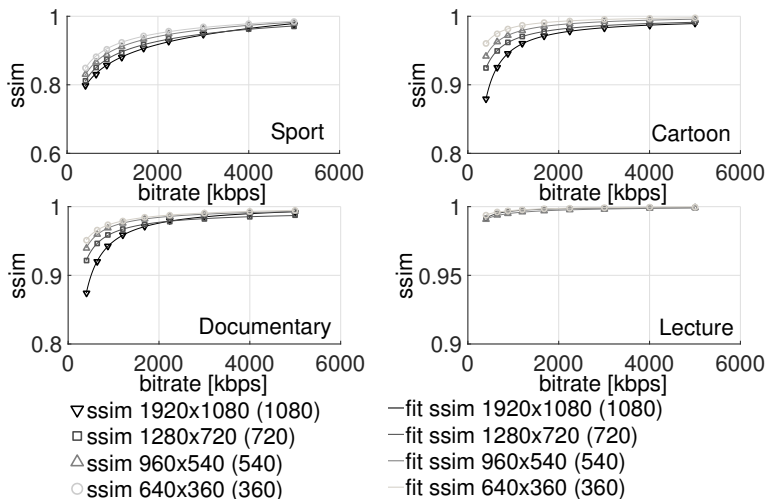 1
0.8
0.6
ssim
Sport
0 2000 4000 6000
bitrate [kbps]
1
0.9
0.8
ssim
Cartoon
0 2000 4000 6000
bitrate [kbps]
1
0.9
0.8
ssim
Documentary
0 2000 4000 6000
bitrate [kbps]
1
0.95
0.9
ssim
Lecture
0 2000 4000 6000
bitrate [kbps]
ssim 1920x1080 (1080)
ssim 1280x720 (720)
ssim 960x540 (540)
ssim 640x360 (360)
fit ssim 1920x1080 (1080)
fit ssim 1280x720 (720)
fit ssim 960x540 (540)
fit ssim 640x360 (360)